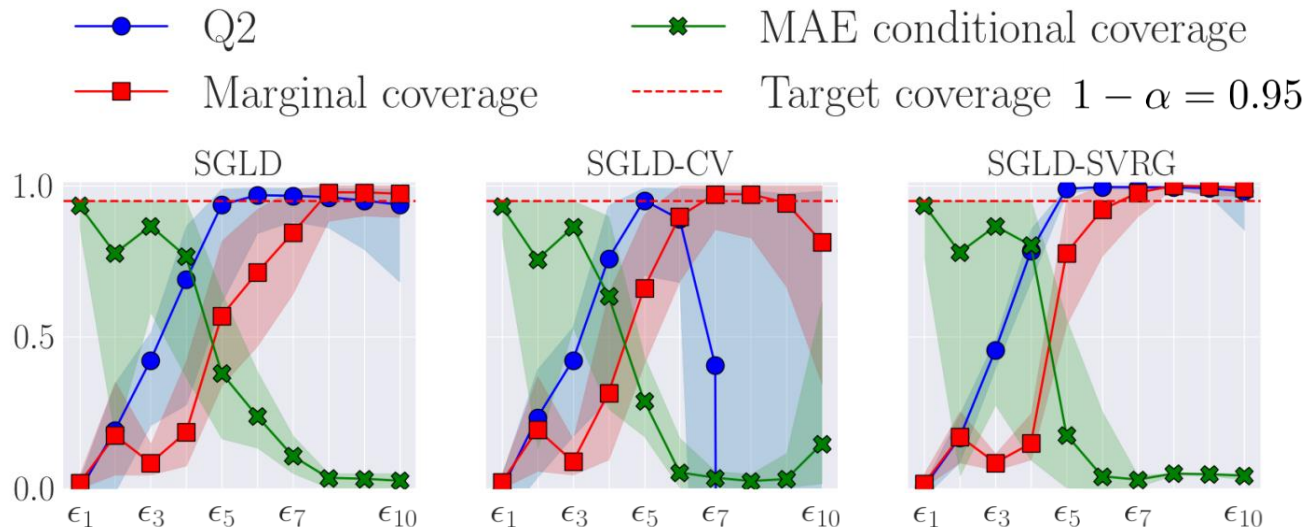 Q2 MAE conditional coverage
Marginal coverage Target coverage 1 − α = 0.95
SGLD SGLD-CV SGLD-SVRG
1.0
0.5
0.0
ϵ1 ϵ3 ϵ5 ϵ7 ϵ10 ϵ1 ϵ3 ϵ5 ϵ7 ϵ10 ϵ1 ϵ3 ϵ5 ϵ7 ϵ10